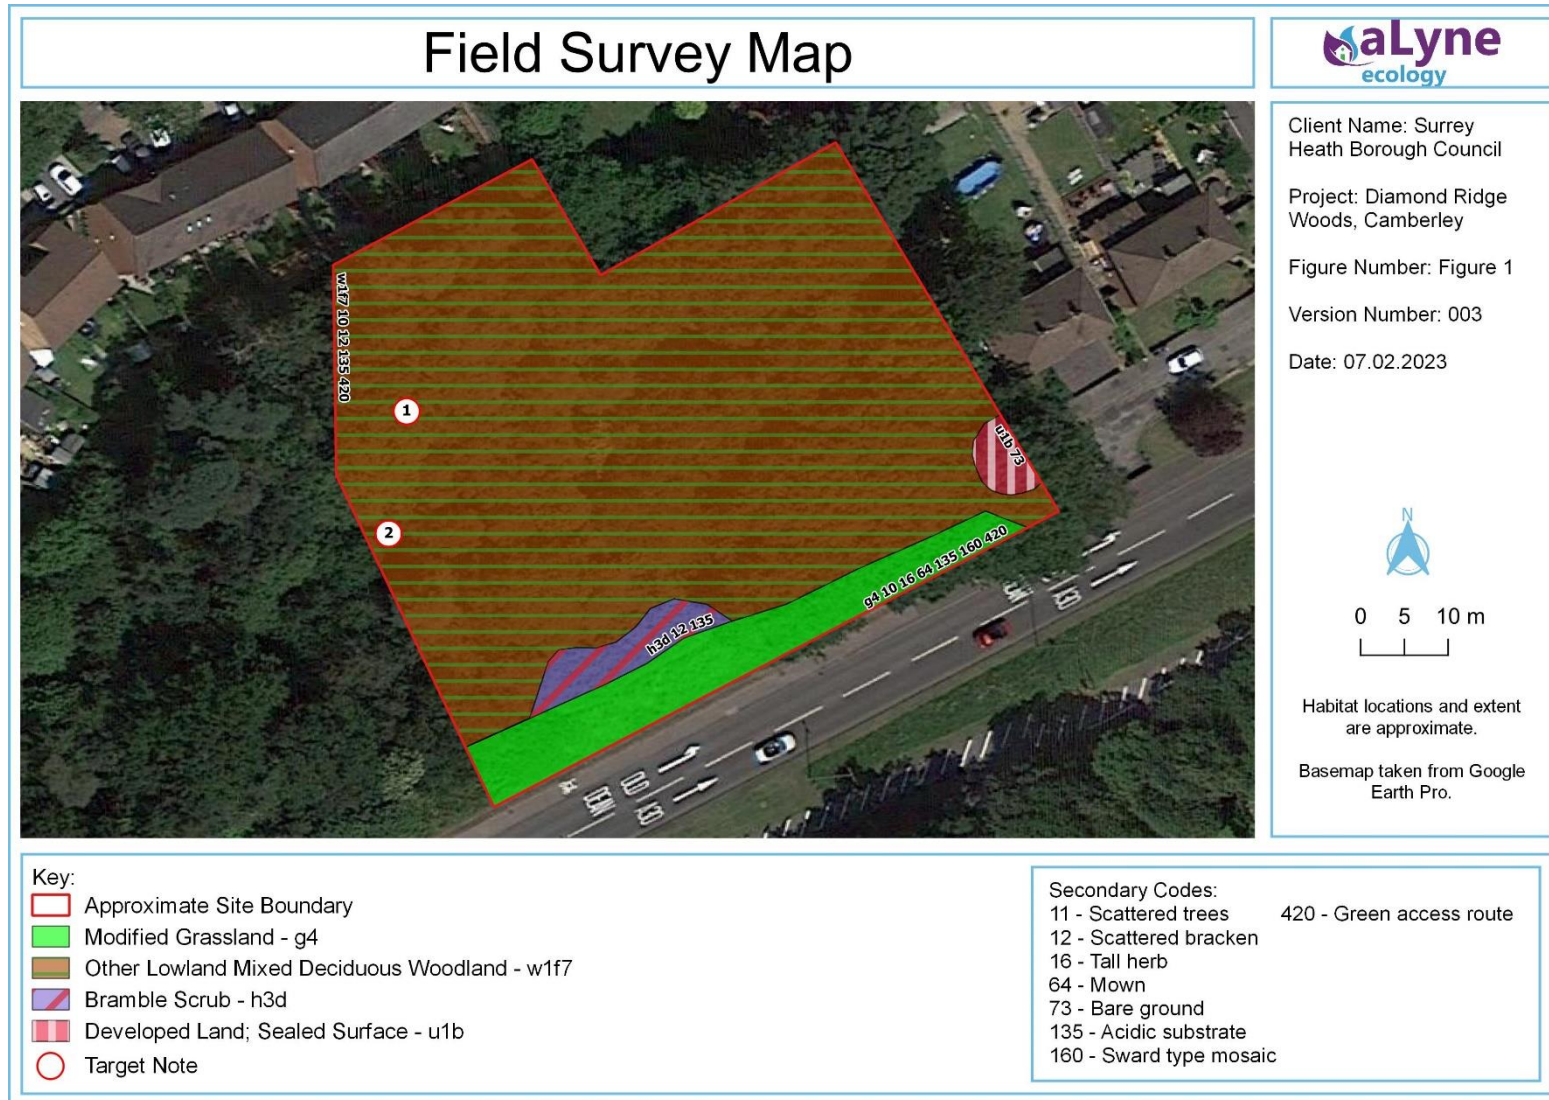 Field Survey Map
aLyne
ecology
Client Name: Surrey
Heath Borough Council
Project: Diamond Ridge
Woods, Camberley
Figure Number: Figure 1
Version Number: 003
Date: 07.02.2023
N
0 5 10 m
Habitat locations and extent
are approximate.
Basemap taken from Google
Earth Pro.
w1f7 10 12 135 420
1
2
u1b 73
g4 10 16 64 135 160 420
h3d 12 135
A30
OLD
DEAN
A30
Key:
Approximate Site Boundary
Modified Grassland - g4
Other Lowland Mixed Deciduous Woodland - w1f7
Bramble Scrub - h3d
Developed Land; Sealed Surface - u1b
Target Note
Secondary Codes:
11 - Scattered trees
12 - Scattered bracken
16 - Tall herb
64 - Mown
73 - Bare ground
135 - Acidic substrate
160 - Sward type mosaic
420 - Green access route